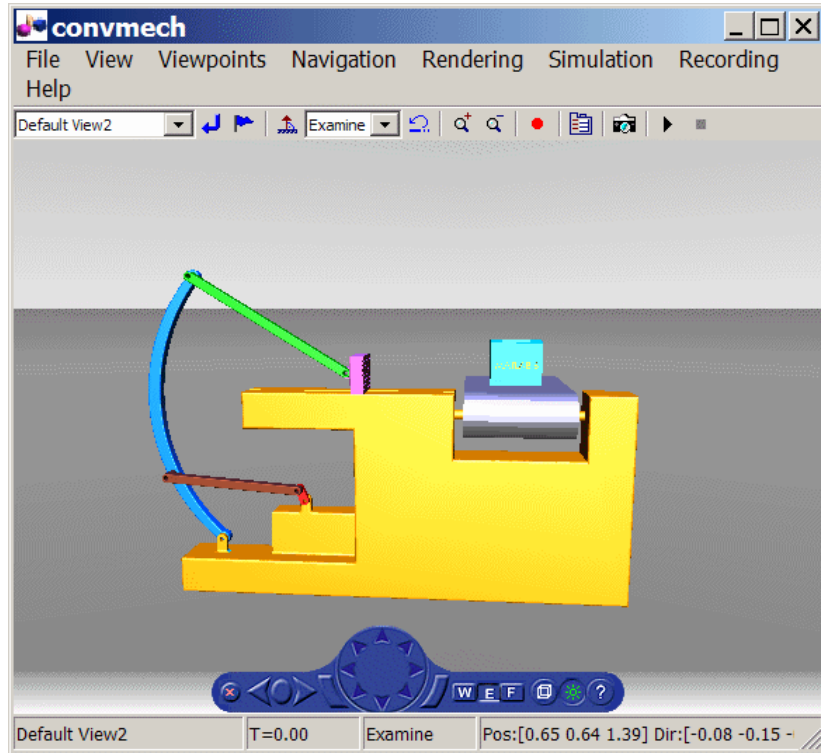 convmech
File View Viewpoints Navigation Rendering Simulation Recording
Help
Default View2 Examine
W E F ?
Default View2 T=0.00 Examine Pos:[0.65 0.64 1.39] Dir:[-0.08 -0.15 -